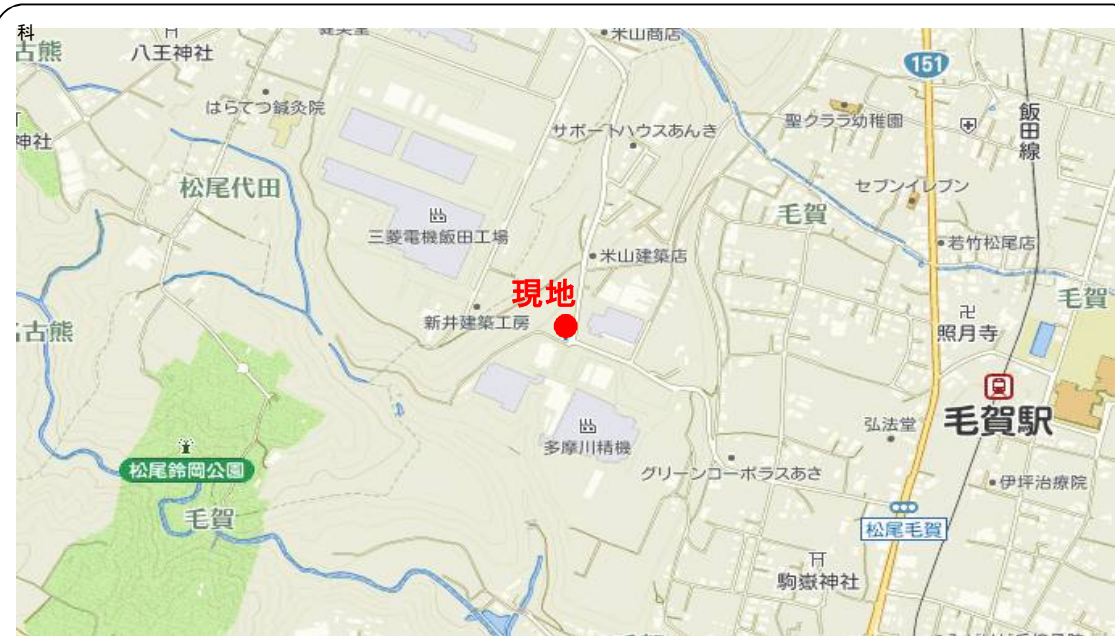 科
古熊
八王神社
米山商店
151
はらてつ鍼灸院
聖クララ幼稚園
飯田線
神社
サポートハウスあんき
松尾代田
セブンイレブン
毛賀
三菱電機飯田工場
若竹松尾店
米山建築店
現地
毛賀
新井建築工房
名古熊
照月寺
毛賀駅
弘法堂
多摩川精機
松尾鈴岡公園
グリーンコーポラスあさ
伊坪治療院
毛賀
松尾毛賀
駒嶽神社